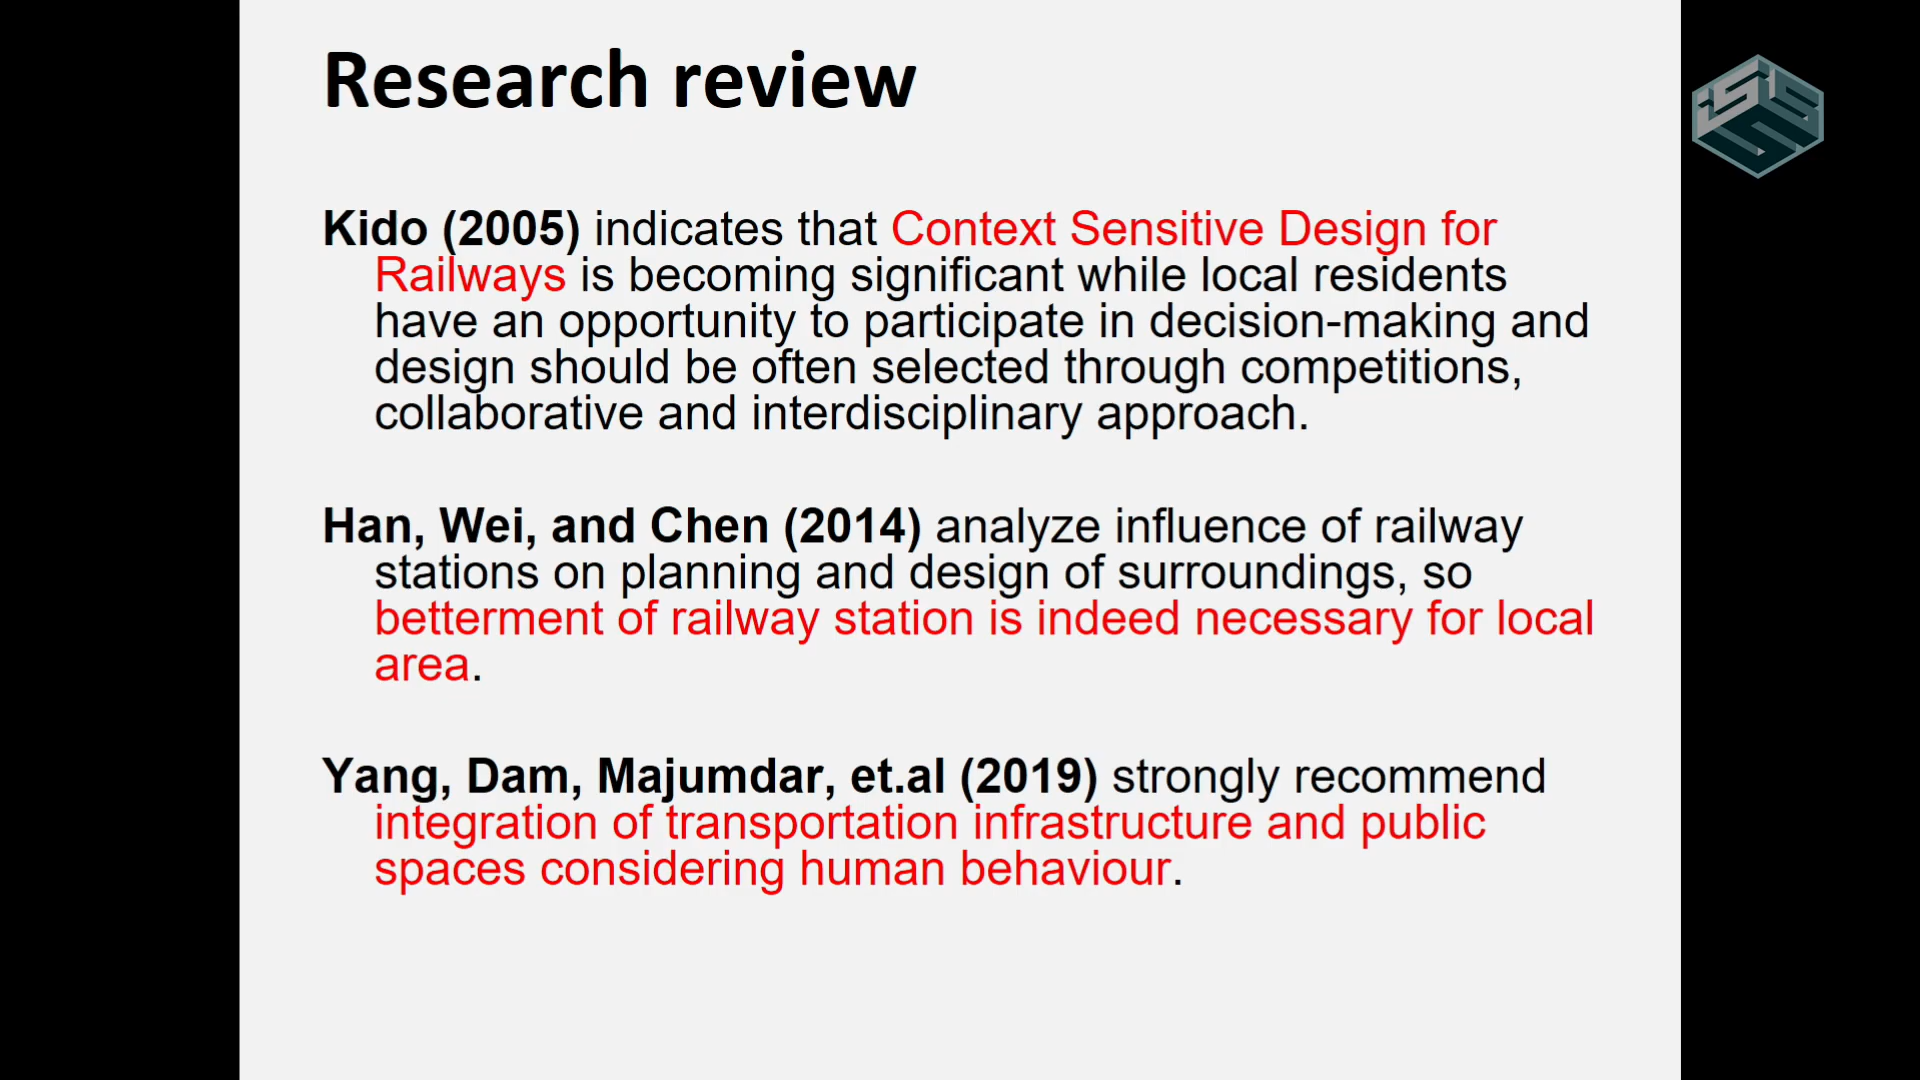 Research review
Kido (2005) indicates that Context Sensitive Design for
Railways is becoming significant while local residents
have an opportunity to participate in decision-making and
design should be often selected through competitions,
collaborative and interdisciplinary approach.
Han, Wei, and Chen (2014) analyze influence of railway
stations on planning and design of surroundings, so
betterment of railway station is indeed necessary for local
area.
Yang, Dam, Majumdar, et.al (2019) strongly recommend
integration of transportation infrastructure and public
spaces considering human behaviour.